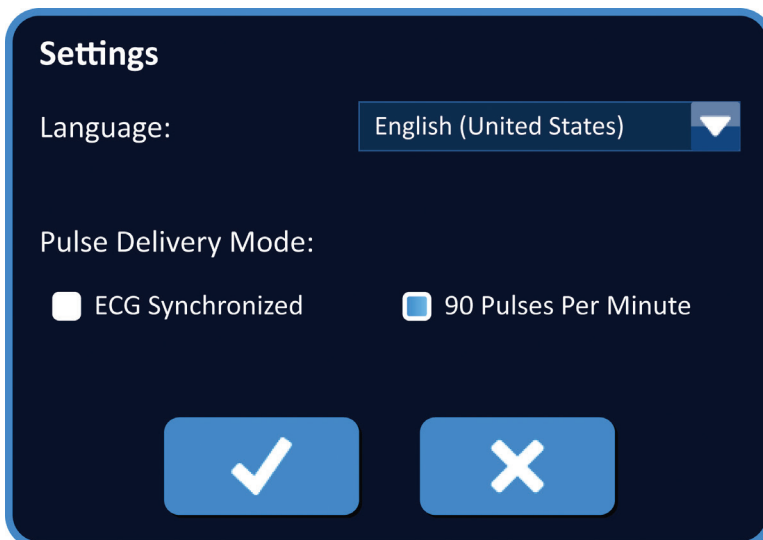 Settings
Language: English (United States)
Pulse Delivery Mode:
ECG Synchronized 90 Pulses Per Minute